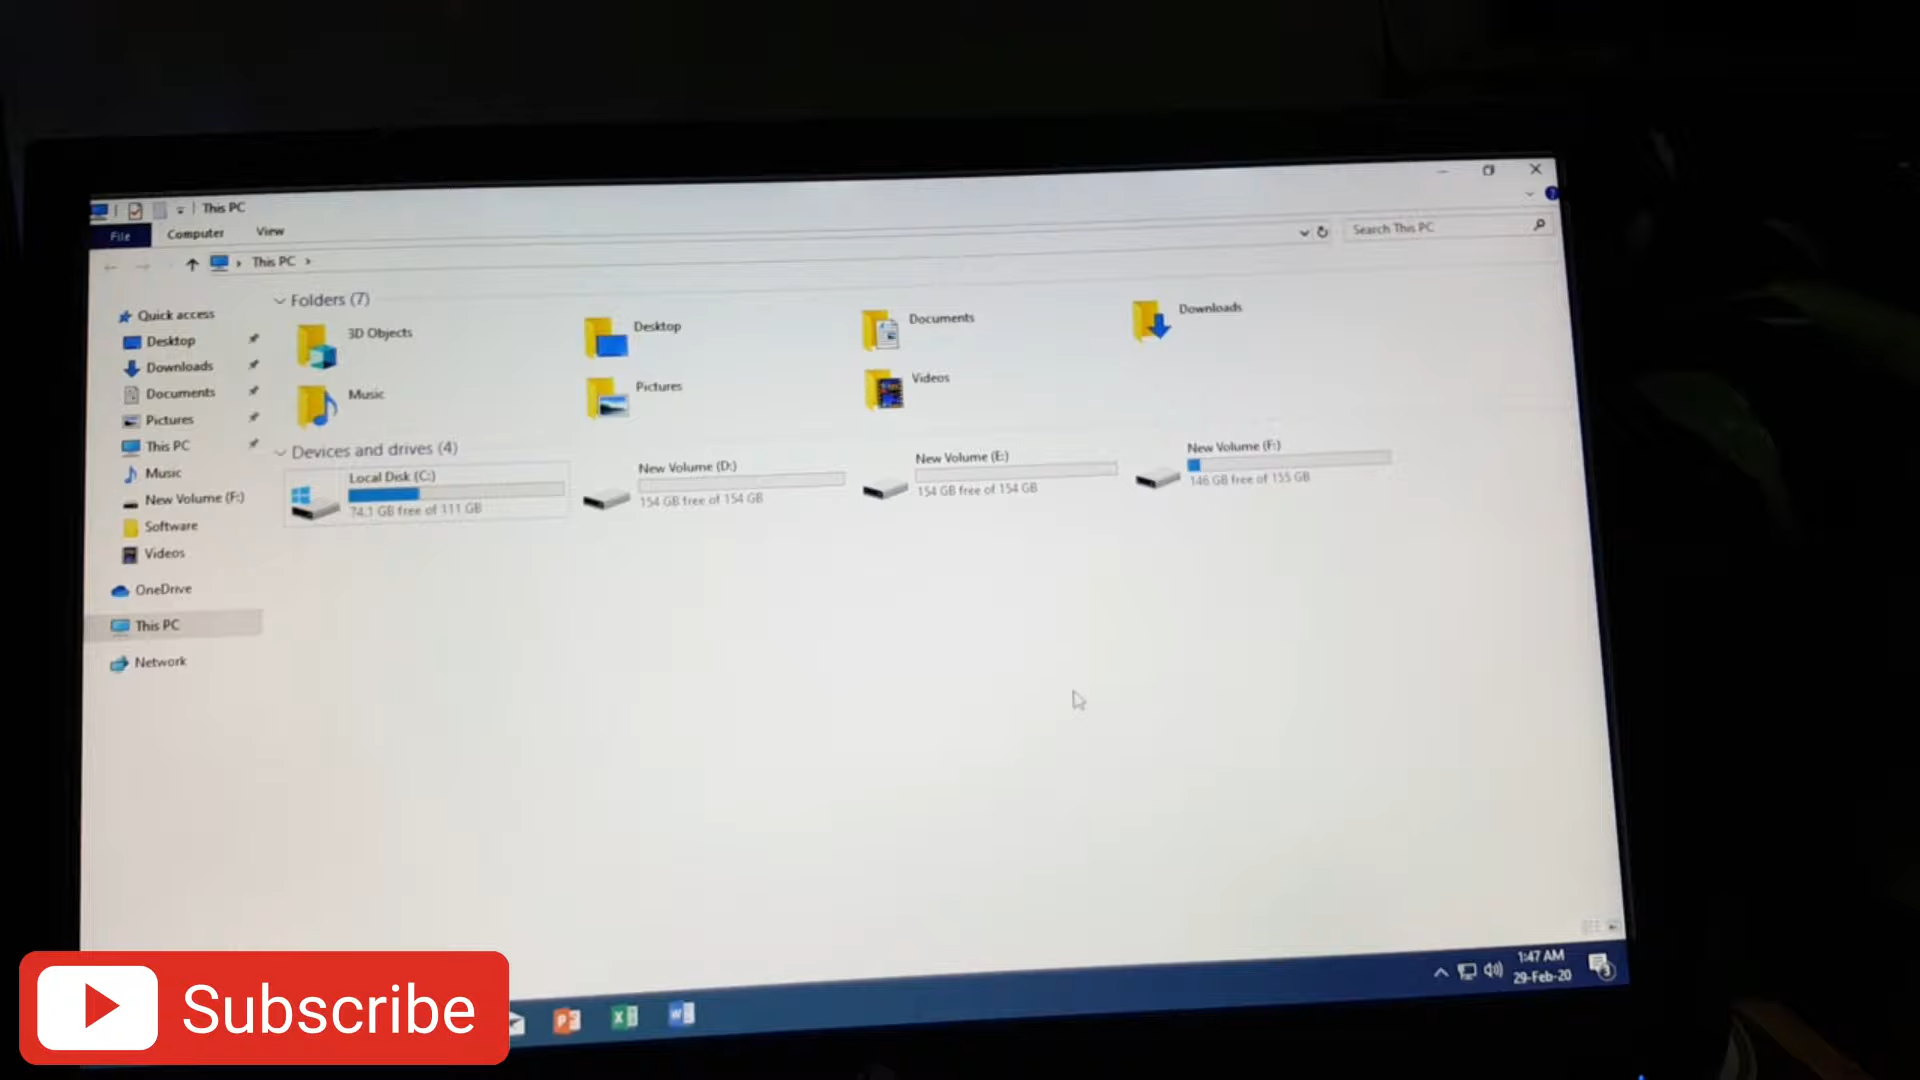 This PC
File Computer View
This PC
Search This PC
Quick access
Desktop
Downloads
Documents
Pictures
This PC
Music
New Volume (F:)
Software
Videos
OneDrive
This PC
Network
Folders (7)
3D Objects
Desktop
Documents
Downloads
Music
Pictures
Videos
Devices and drives (4)
Local Disk (C:)
74.1 GB free of 111 GB
New Volume (D:)
154 GB free of 154 GB
New Volume (E:)
154 GB free of 154 GB
New Volume (F:)
146 GB free of 155 GB
1:47 AM
29-Feb-20
3
Subscribe